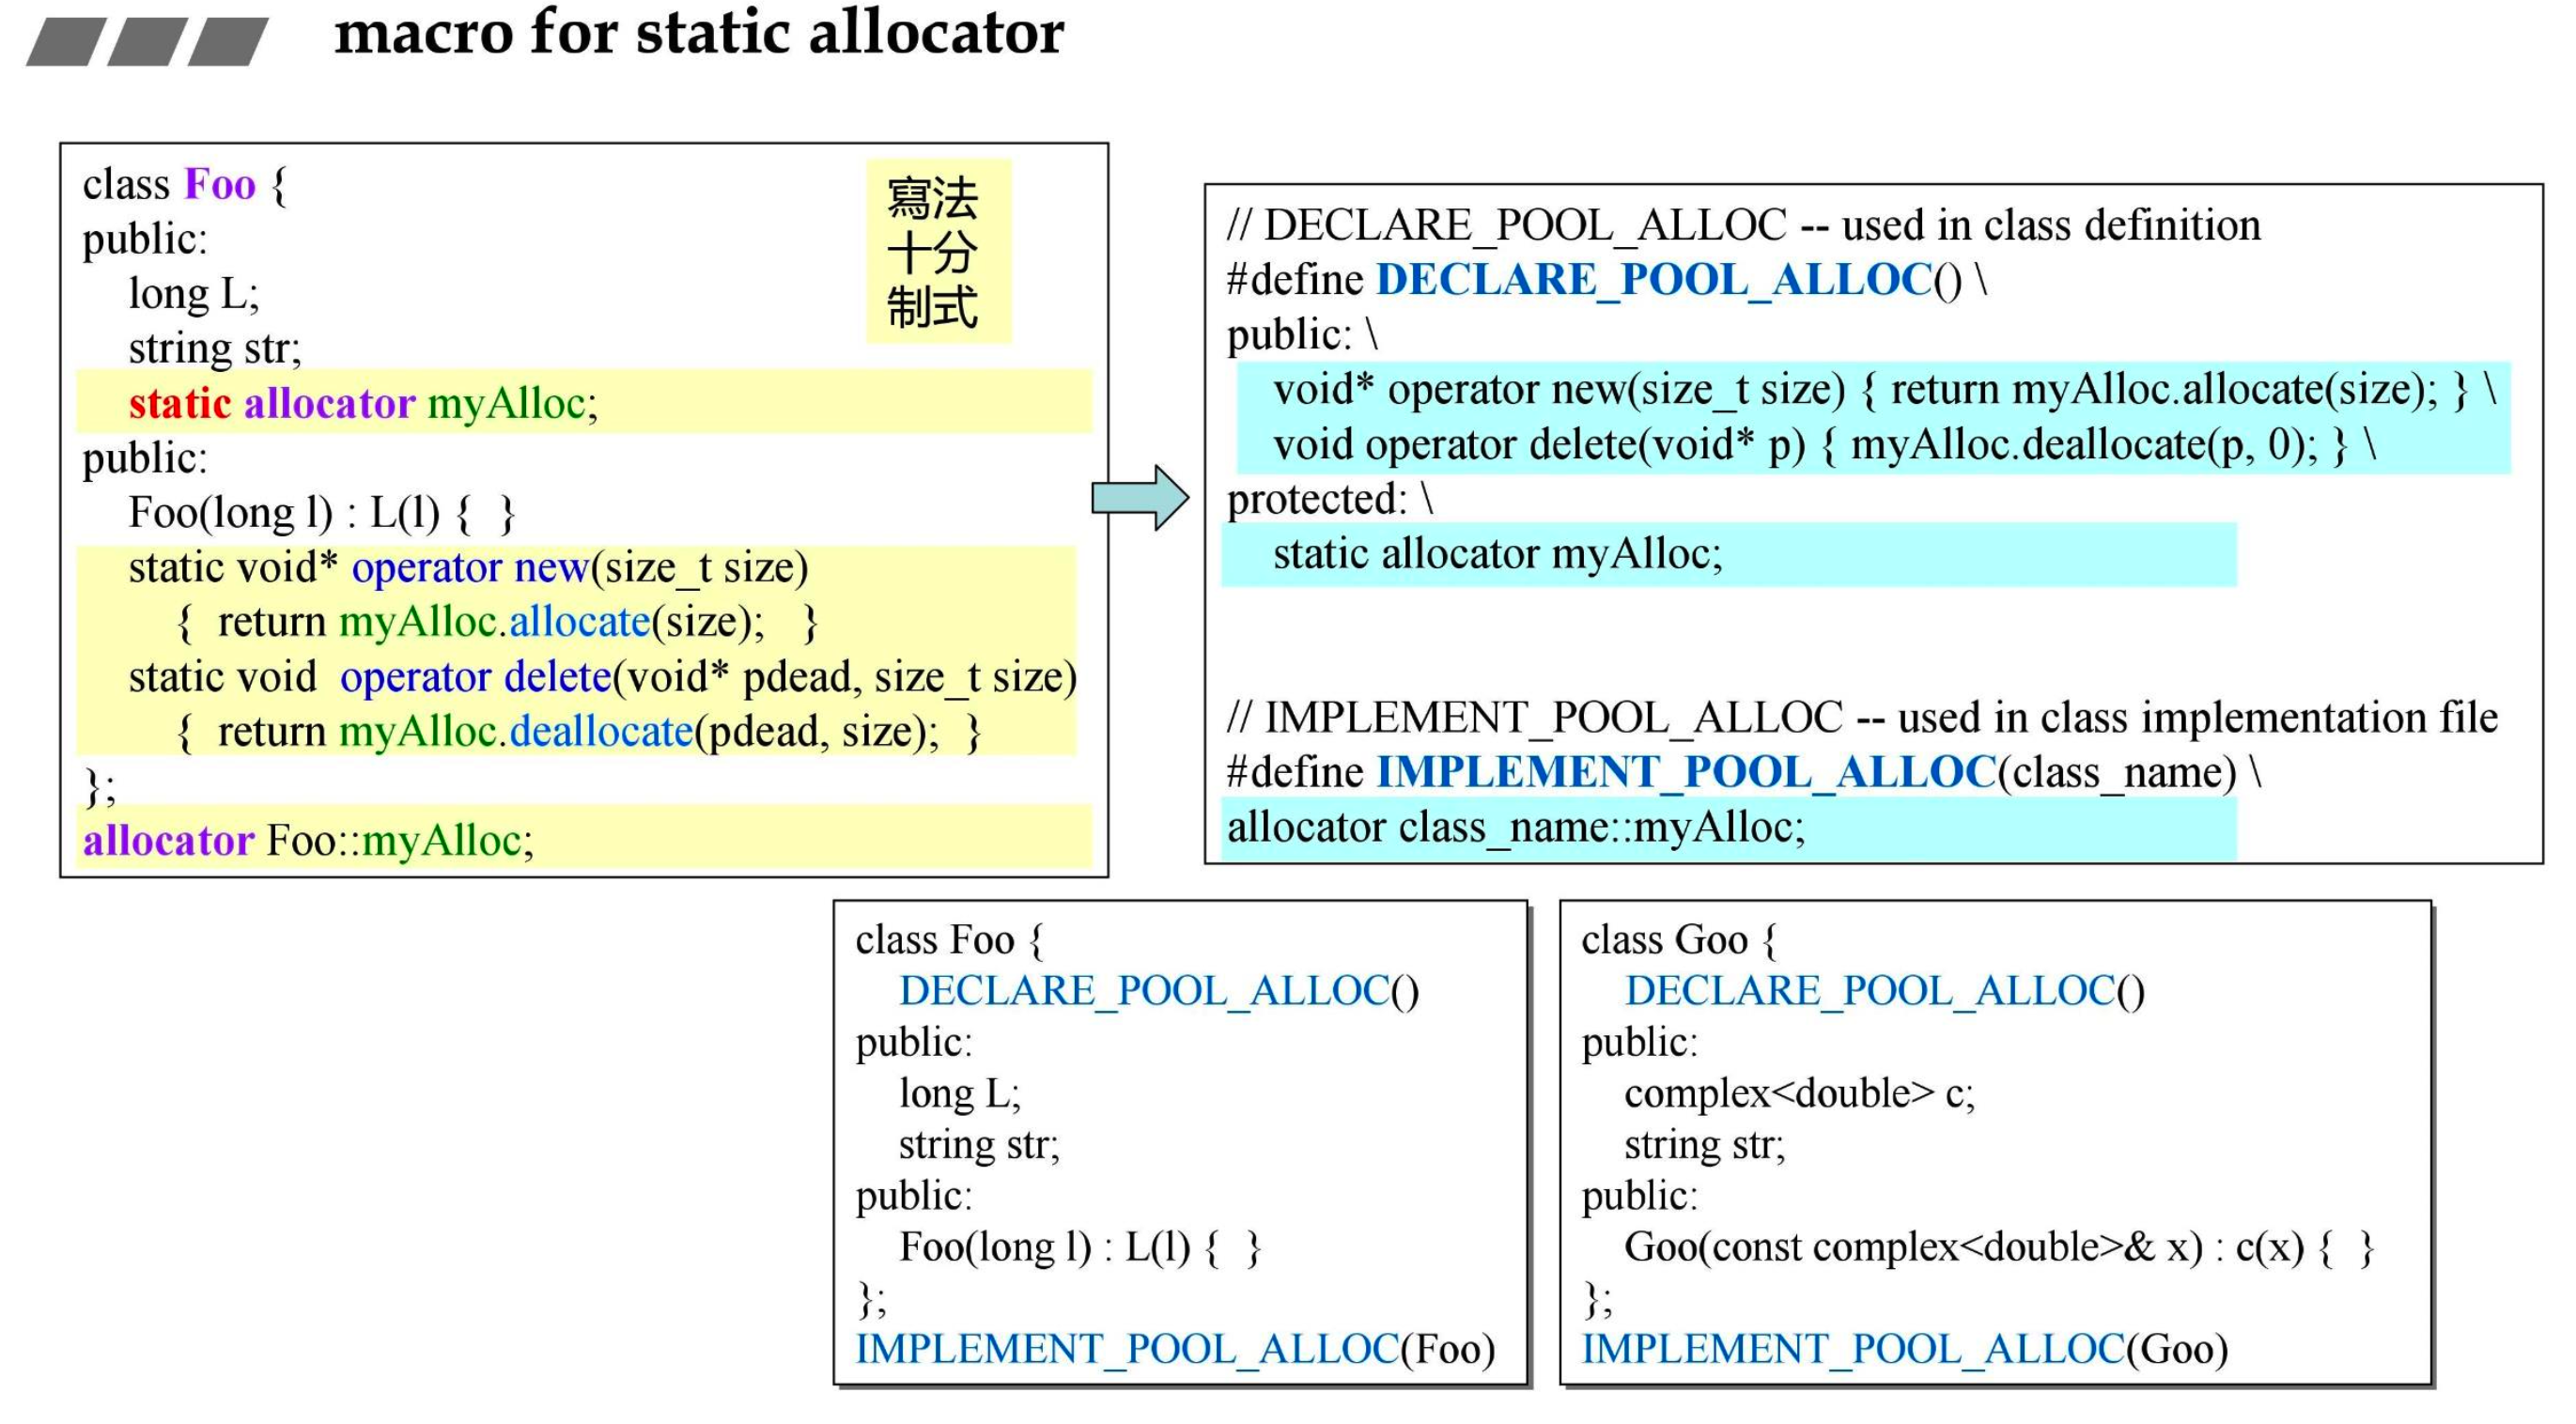 macro for static allocator
class Foo {
public:
long L;
string str;
static allocator myAlloc;
public:
Foo(long l) : L(l) {  }
static void* operator new(size_t size)
{  return myAlloc.allocate(size);   }
static void  operator delete(void* pdead, size_t size)
{  return myAlloc.deallocate(pdead, size);  }
};
allocator Foo::myAlloc;
寫法
十分
制式
// DECLARE_POOL_ALLOC -- used in class definition
#define DECLARE_POOL_ALLOC() \
public: \
void* operator new(size_t size) { return myAlloc.allocate(size); } \
void operator delete(void* p) { myAlloc.deallocate(p, 0); } \
protected: \
static allocator myAlloc;
// IMPLEMENT_POOL_ALLOC -- used in class implementation file
#define IMPLEMENT_POOL_ALLOC(class_name) \
allocator class_name::myAlloc;
class Foo {
DECLARE_POOL_ALLOC()
public:
long L;
string str;
public:
Foo(long l) : L(l) {  }
};
IMPLEMENT_POOL_ALLOC(Foo)
class Goo {
DECLARE_POOL_ALLOC()
public:
complex<double> c;
string str;
public:
Goo(const complex<double>& x) : c(x) {  }
};
IMPLEMENT_POOL_ALLOC(Goo)